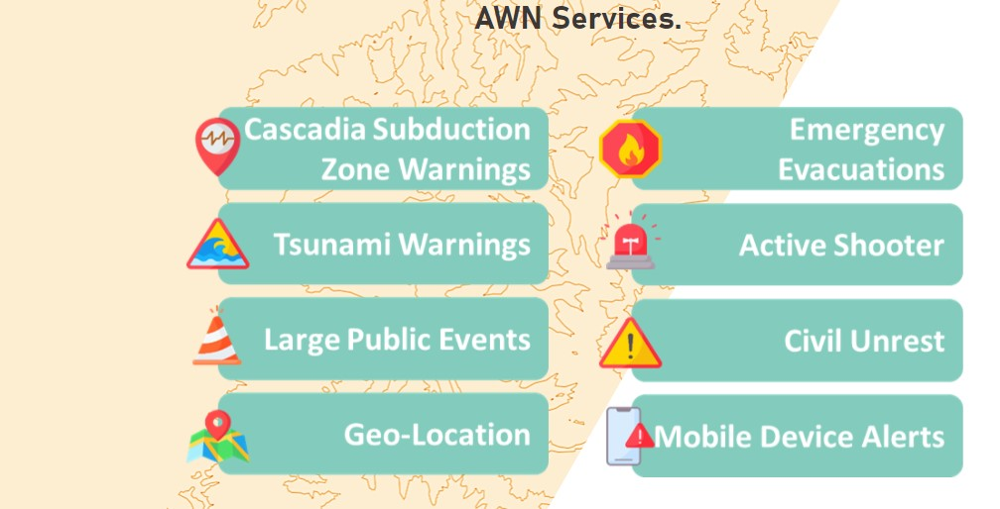 AWN Services.
Cascadia Subduction
Zone Warnings
Tsunami Warnings
Large Public Events
Geo-Location
Emergency
Evacuations
Active Shooter
Civil Unrest
Mobile Device Alerts